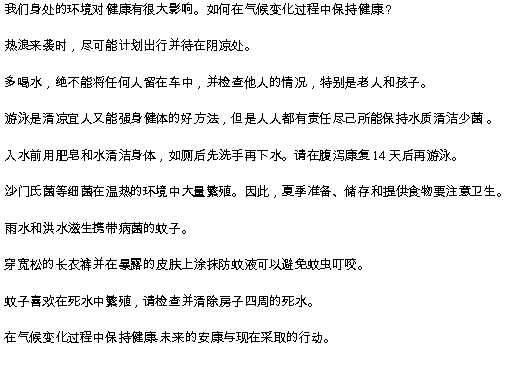 我们身处的环境对健康有很大影响。如何在气候变化过程中保持健康？
热浪来袭时，尽可能计划出行并待在阴凉处。
多喝水，绝不能将任何人留在车中，并检查他人的情况，特别是老人和孩子。
游泳是清凉宜人又能强身健体的好方法，但是人人都有责任尽己所能保持水质清洁少菌。
入水前用肥皂和水清洁身体，如厕后先洗手再下水。请在腹泻康复14天后再游泳。
沙门氏菌等细菌在温热的环境中大量繁殖。因此，夏季准备、储存和提供食物要注意卫生。
雨水和洪水滋生携带病菌的蚊子。
穿宽松的长衣裤并在暴露的皮肤上涂抹防蚊液可以避免蚊虫叮咬。
蚊子喜欢在死水中繁殖，请检查并清除房子四周的死水。
在气候变化过程中保持健康未来的安康与现在采取的行动。